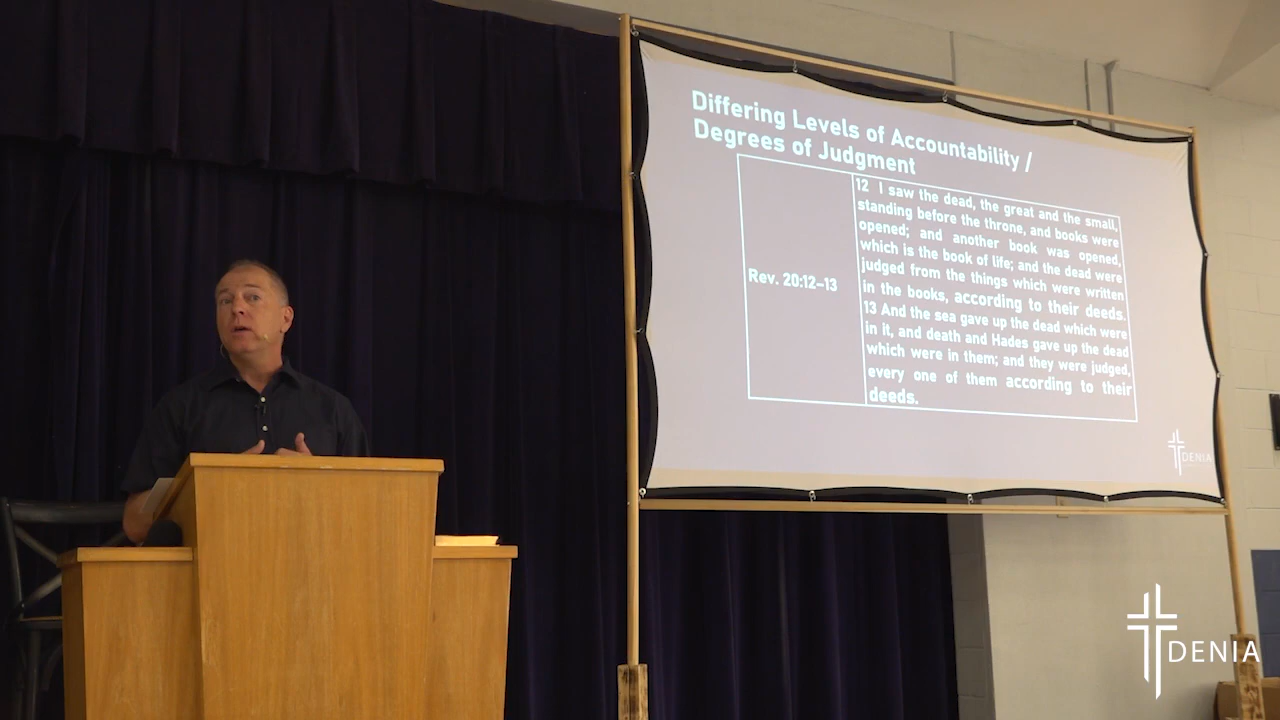 Differing Levels of Accountability /
Degrees of Judgment
Rev. 20:12–13
12 I saw the dead, the great and the small,
standing before the throne, and books were
opened; and another book was opened,
which is the book of life; and the dead were
judged from the things which were written
in the books, according to their deeds.
13 And the sea gave up the dead which were
in it, and death and Hades gave up the dead
which were in them; and they were judged,
every one of them according to their
deeds.
DENIA
DENIA